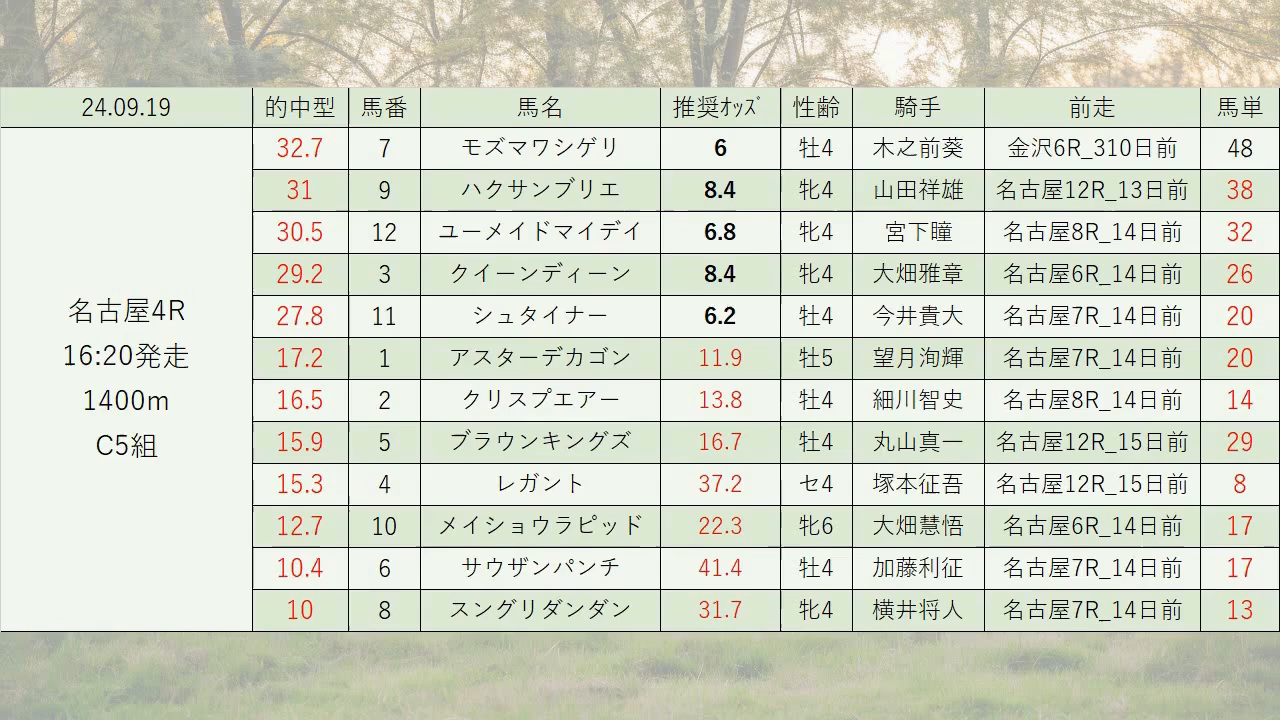 24.09.19 的中型 馬番 馬名 推奨ｵｯｽﾞ 性齢 騎手 前走 馬単
名古屋4R
16:20発走
1400m
C5組
32.7 7 モズマワシゲリ 6 牡4 木之前葵 金沢6R_310日前 48
31 9 ハクサンブリエ 8.4 牝4 山田祥雄 名古屋12R_13日前 38
30.5 12 ユーメイドマイデイ 6.8 牝4 宮下瞳 名古屋8R_14日前 32
29.2 3 クイーンディーン 8.4 牝4 大畑雅章 名古屋6R_14日前 26
27.8 11 シュタイナー 6.2 牡4 今井貴大 名古屋7R_14日前 20
17.2 1 アスターデカゴン 11.9 牡5 望月洵輝 名古屋7R_14日前 20
16.5 2 クリスプエアー 13.8 牡4 細川智史 名古屋8R_14日前 14
15.9 5 ブラウンキングズ 16.7 牡4 丸山真一 名古屋12R_15日前 29
15.3 4 レガント 37.2 セ4 塚本征吾 名古屋12R_15日前 8
12.7 10 メイショウラピッド 22.3 牝6 大畑慧悟 名古屋6R_14日前 17
10.4 6 サウザンパンチ 41.4 牡4 加藤利征 名古屋7R_14日前 17
10 8 スングリダンダン 31.7 牝4 横井将人 名古屋7R_14日前 13